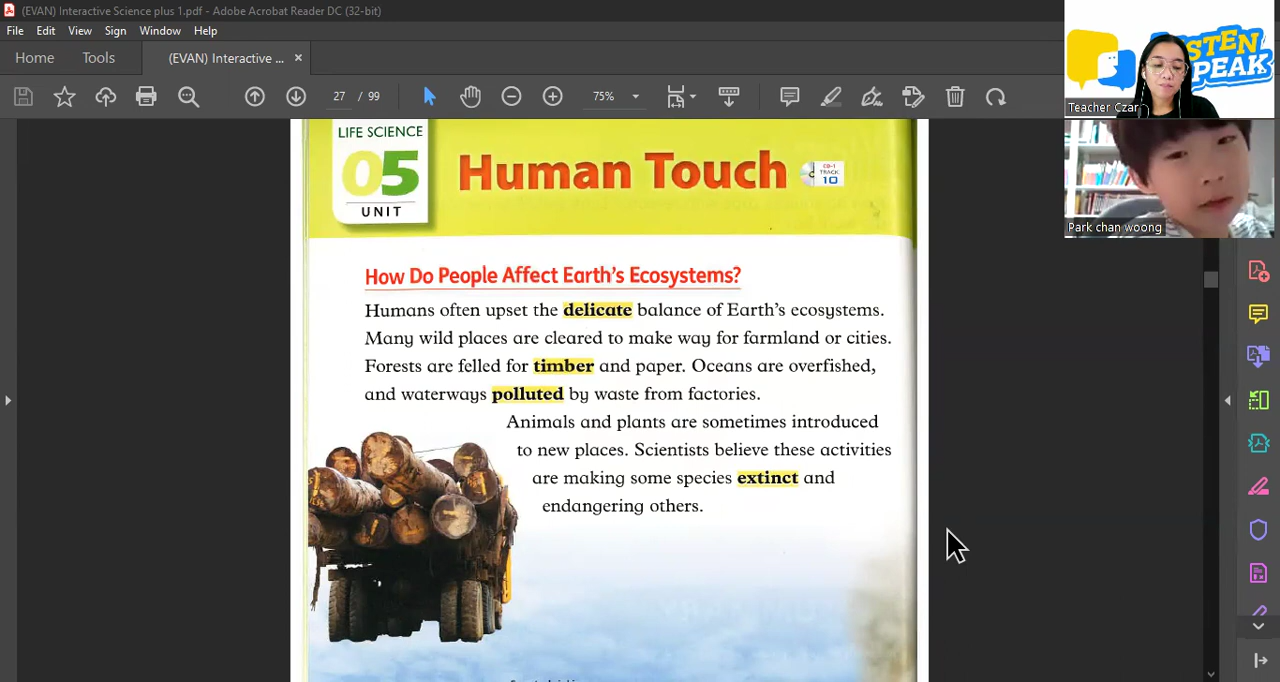 (EVAN) Interactive Science plus 1.pdf - Adobe Acrobat Reader DC (32-bit)
File Edit View Sign Window Help
Home Tools (EVAN) Interactive ... ×
27 / 99 75%
LIFE SCIENCE
05
UNIT
Human Touch
CD-1
TRACK
10
How Do People Affect Earth's Ecosystems?
Humans often upset the delicate balance of Earth's ecosystems.
Many wild places are cleared to make way for farmland or cities.
Forests are felled for timber and paper. Oceans are overfished,
and waterways polluted by waste from factories.
Animals and plants are sometimes introduced
to new places. Scientists believe these activities
are making some species extinct and
endangering others.
PEAK
Teacher Czar
Park chan woong